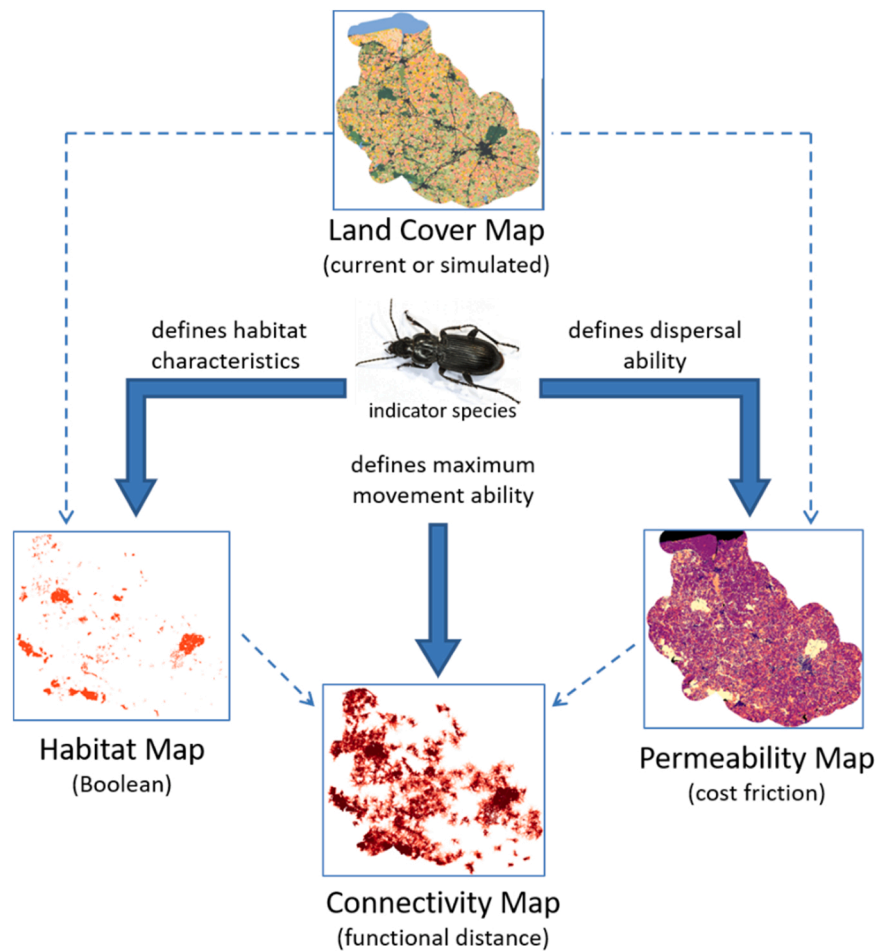 Land Cover Map
(current or simulated)
defines habitat
characteristics
defines dispersal
ability
indicator species
defines maximum
movement ability
Habitat Map
(Boolean)
Permeability Map
(cost friction)
Connectivity Map
(functional distance)